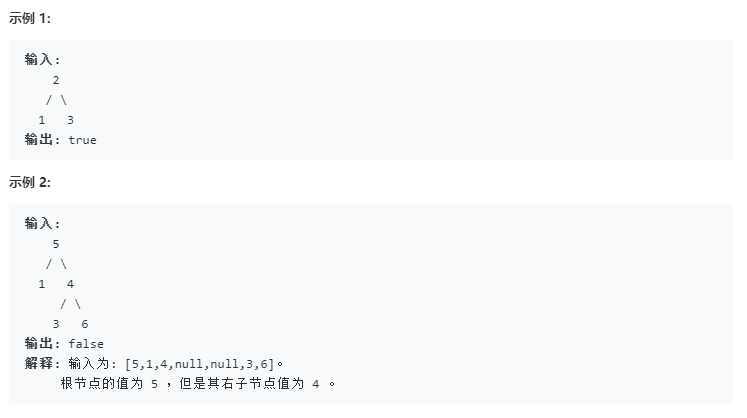 示例 1:
输入:
    2
   / \
  1   3
输出: true
示例 2:
输入:
    5
   / \
  1   4
     / \
    3   6
输出: false
解释: 输入为: [5,1,4,null,null,3,6]。
     根节点的值为 5 ，但是其右子节点值为 4 。